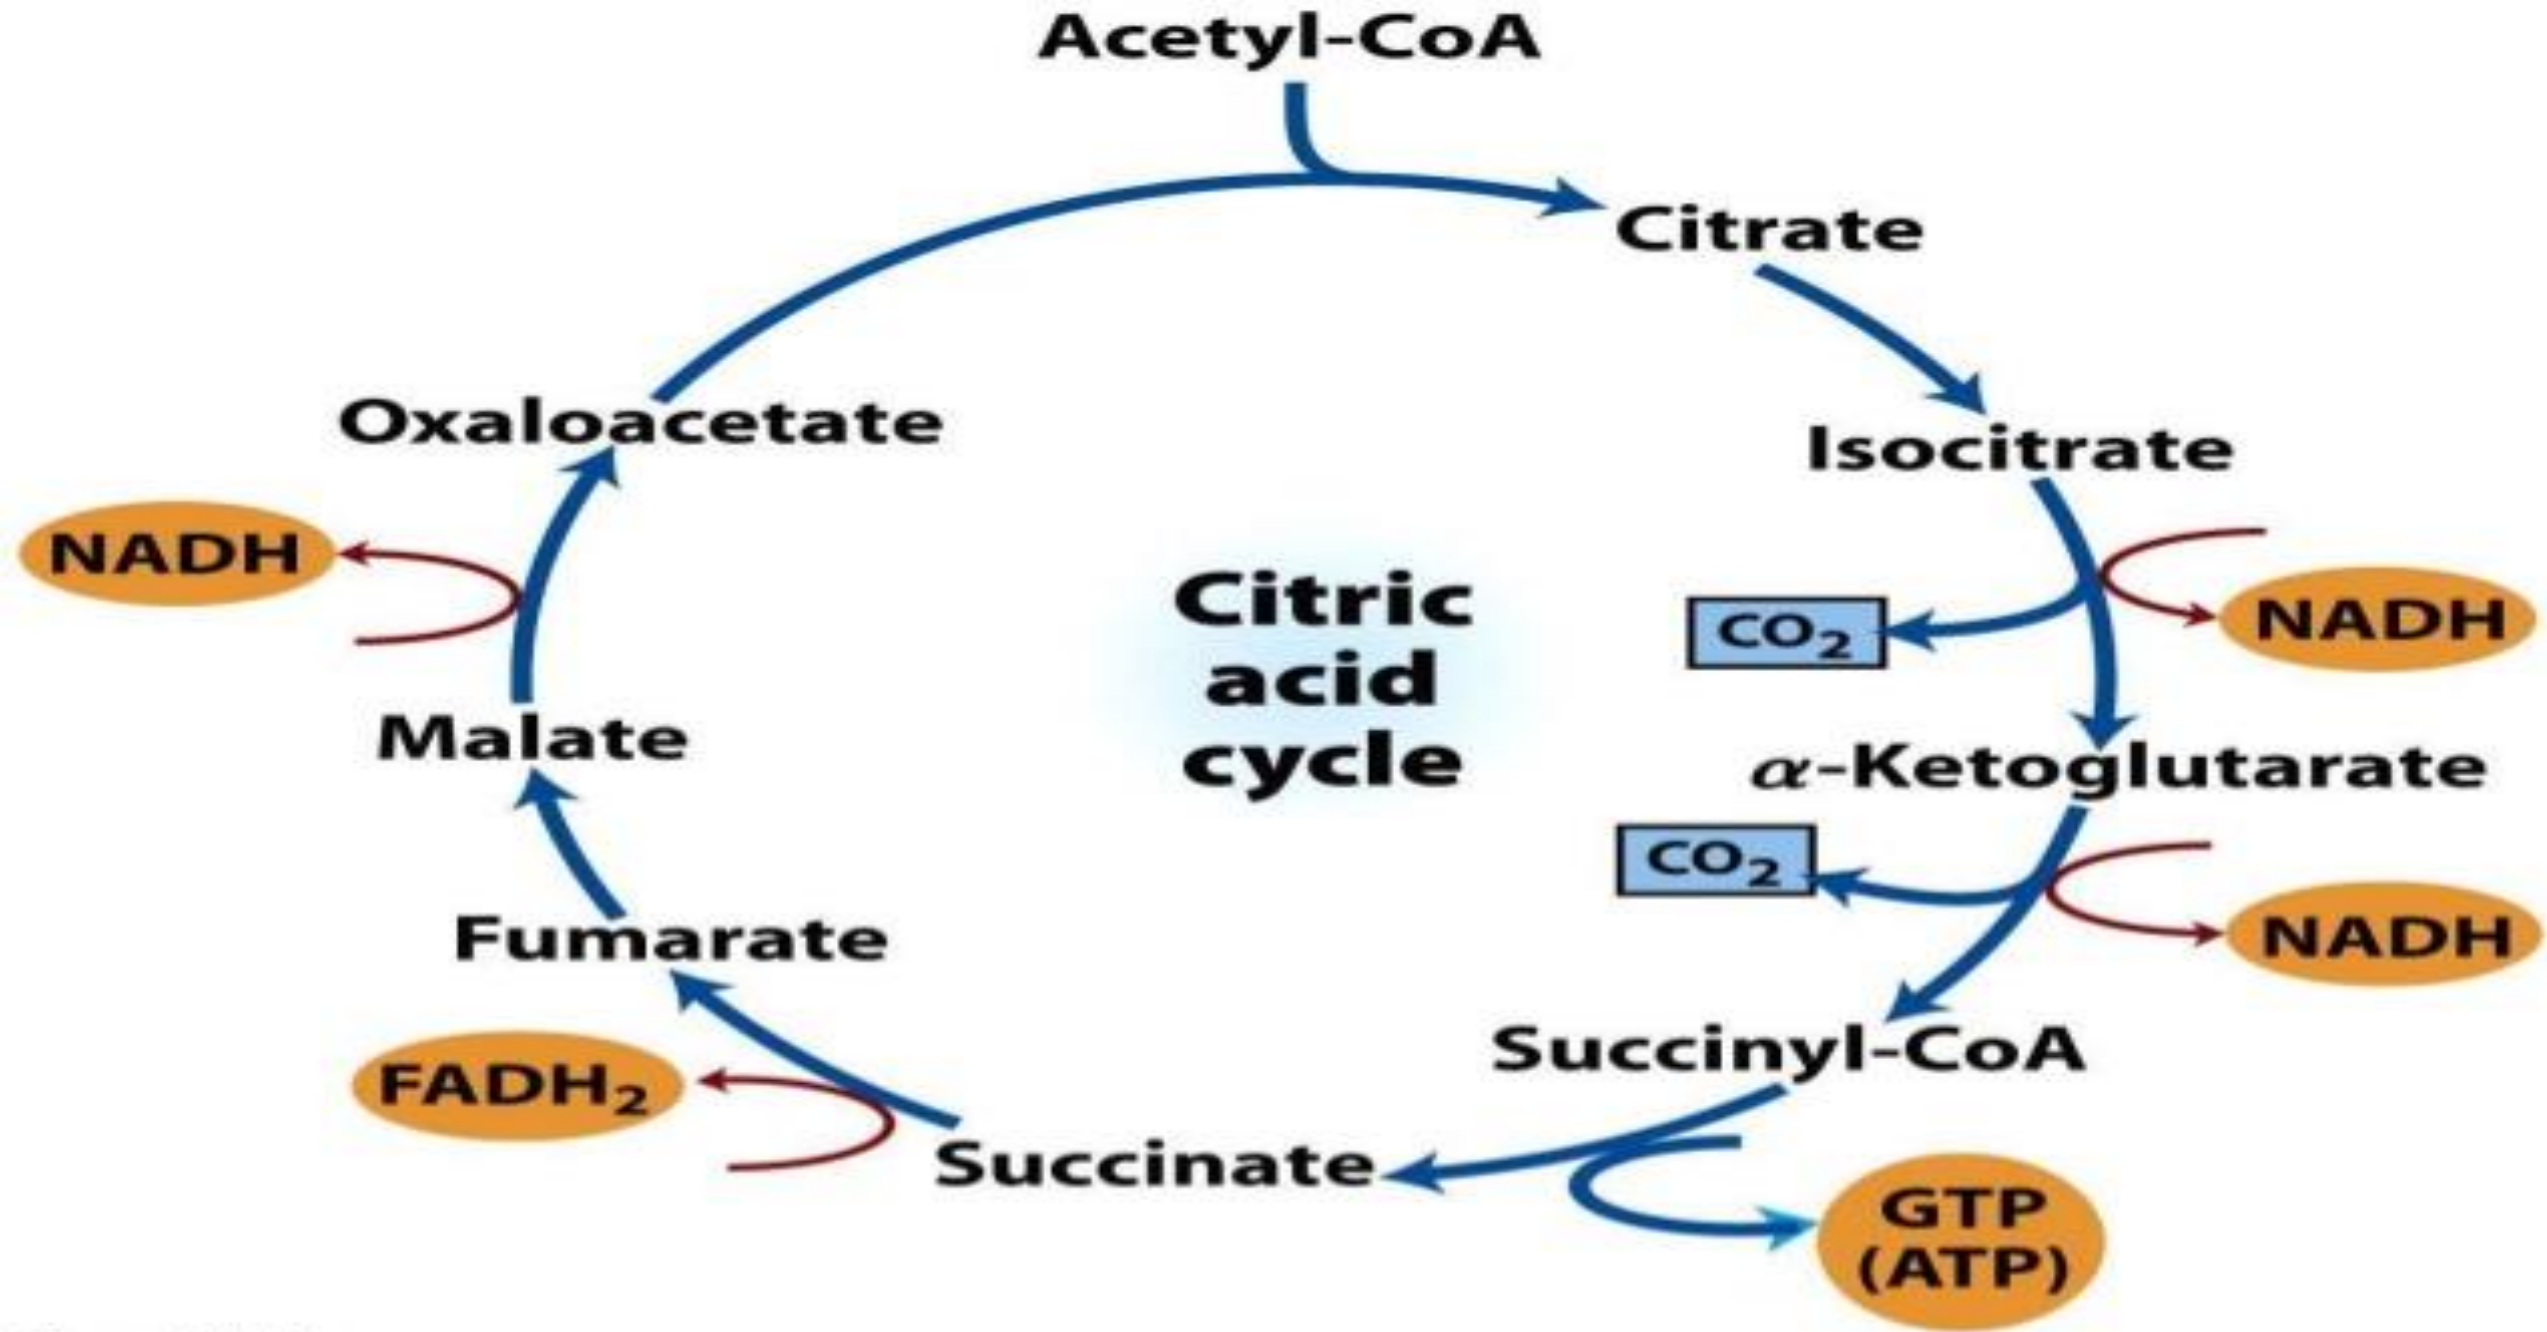 Acetyl-CoA
Citrate
Oxaloacetate
Isocitrate
NADH
Citric
acid
cycle
CO₂
NADH
Malate
α-Ketoglutarate
CO₂
NADH
Fumarate
Succinyl-CoA
FADH₂
Succinate
GTP
(ATP)